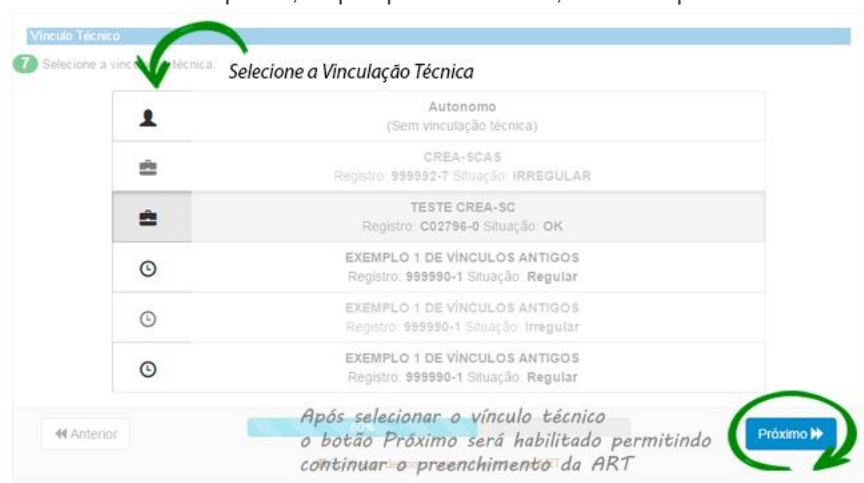 Vínculo Técnico
7 Selecione a vinculação técnica:
Selecione a Vinculação Técnica
Autonomo
(Sem vinculação técnica)
CREA-SCAS
Registro: 999992-7 Situação: IRREGULAR
TESTE CREA-SC
Registro: C02796-0 Situação: OK
EXEMPLO 1 DE VÍNCULOS ANTIGOS
Registro: 999990-1 Situação: Regular
EXEMPLO 1 DE VÍNCULOS ANTIGOS
Registro: 999990-1 Situação: Irregular
EXEMPLO 1 DE VÍNCULOS ANTIGOS
Registro: 999990-1 Situação: Regular
Anterior
Após selecionar o vínculo técnico
o botão Próximo será habilitado permitindo
continuar o preenchimento da ART
Próximo